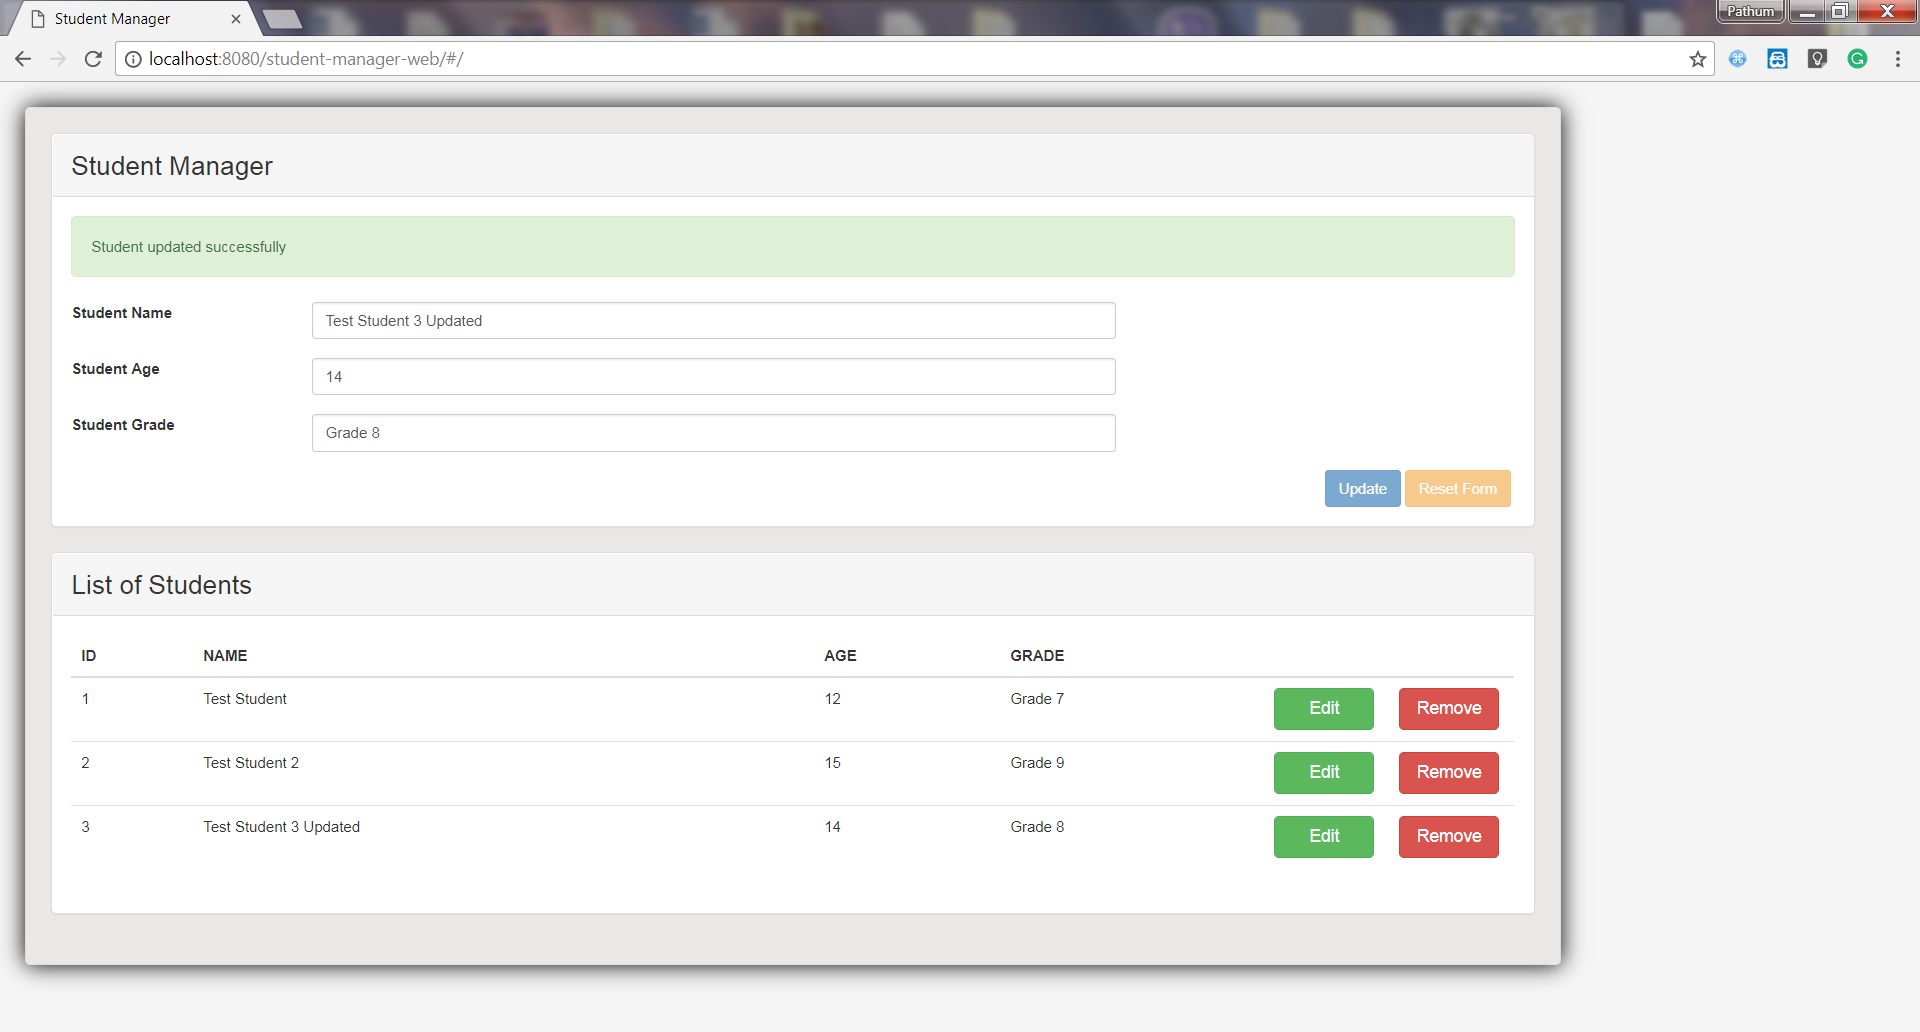 Student Manager
Pathum
localhost:8080/student-manager-web/#/
Student Manager
Student updated successfully
Student Name
Test Student 3 Updated
Student Age
14
Student Grade
Grade 8
Update Reset Form
List of Students
ID NAME AGE GRADE
1 Test Student 12 Grade 7 Edit Remove
2 Test Student 2 15 Grade 9 Edit Remove
3 Test Student 3 Updated 14 Grade 8 Edit Remove